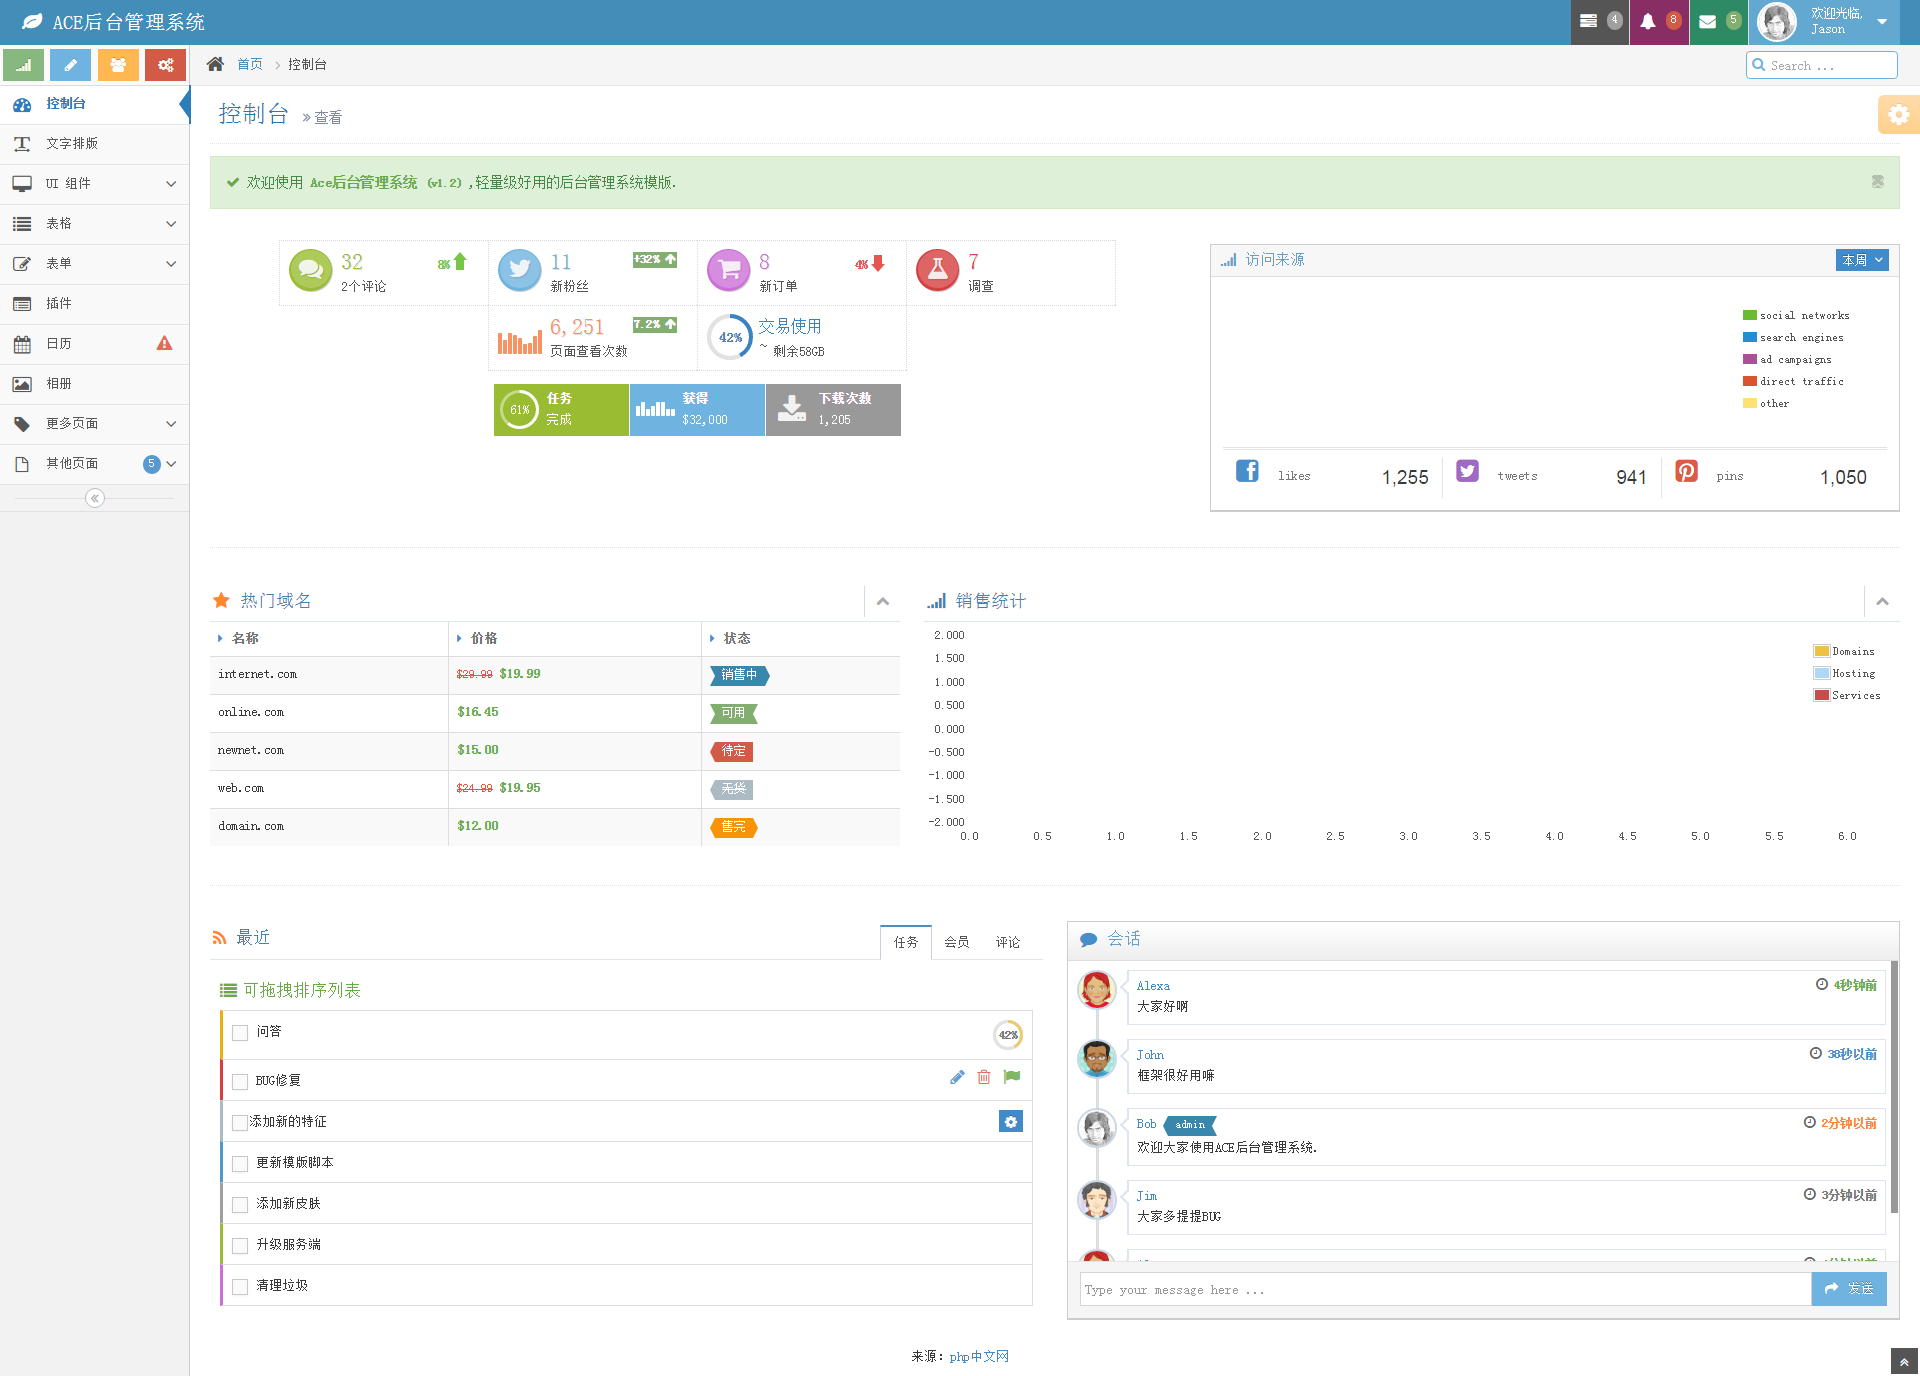 ACE后台管理系统
4
8
5
欢迎光临,
Jason
首页
控制台
Search ...
控制台
文字排版
UI 组件
表格
表单
插件
日历
相册
更多页面
其他页面 5
控制台 查看
欢迎使用 Ace后台管理系统 (v1.2) ,轻量级好用的后台管理系统模版.
32 8%
2个评论
11 +32%
新粉丝
8 4%
新订单
7
调查
6,251 7.2%
页面查看次数
42% 交易使用
~ 剩余58GB
61% 任务
完成
获得
$32,000
下载次数
1,205
访问来源 本周
social networks
search engines
ad campaigns
direct traffic
other
likes 1,255
tweets 941
pins 1,050
热门域名
名称 价格 状态
internet.com $29.99 $19.99 销售中
online.com $16.45 可用
newnet.com $15.00 待定
web.com $24.99 $19.95 无货
domain.com $12.00 售完
销售统计
2.000
1.500
1.000
0.500
0.000
-0.500
-1.000
-1.500
-2.000
0.0 0.5 1.0 1.5 2.0 2.5 3.0 3.5 4.0 4.5 5.0 5.5 6.0
Domains
Hosting
Services
最近
任务 会员 评论
可拖拽排序列表
问答 42%
BUG修复
添加新的特征
更新模版脚本
添加新皮肤
升级服务端
清理垃圾
会话
Alexa 4秒钟前
大家好啊
John 38秒以前
框架很好用嘛
Bob admin 2分钟以前
欢迎大家使用ACE后台管理系统.
Jim 3分钟以前
大家多提提BUG
Type your message here ...
发送
来源：php中文网